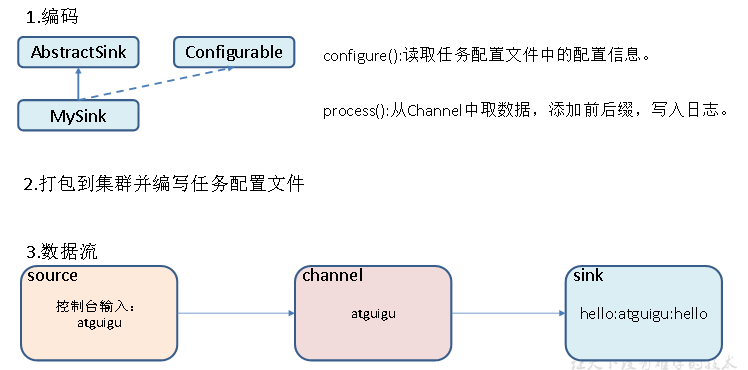 1.编码
AbstractSink
Configurable
configure():读取任务配置文件中的配置信息。
MySink
process():从Channel中取数据，添加前后缀，写入日志。
2.打包到集群并编写任务配置文件
3.数据流
source
控制台输入：
atguigu
channel
atguigu
sink
hello:atguigu:hello